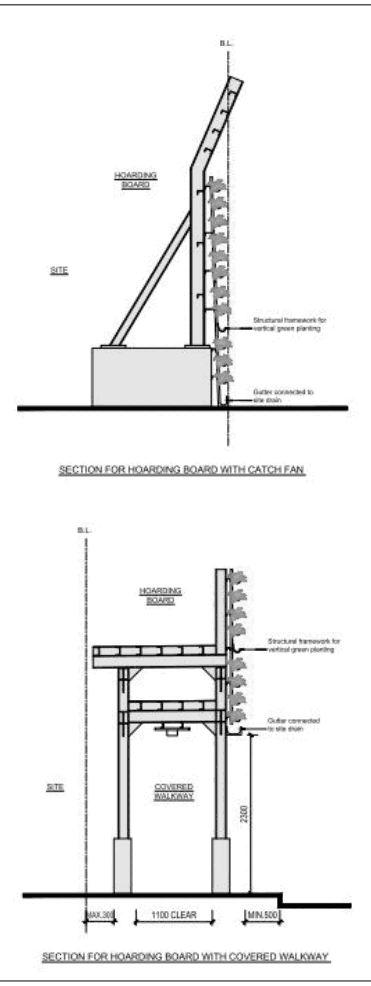 B.L.
HOARDING
BOARD
SITE
Structural framework for
vertical green planting
Gutter connected to
site drain
SECTION FOR HOARDING BOARD WITH CATCH FAN
B.L.
HOARDING
BOARD
Structural framework for
vertical green planting
Gutter connected
to site drain
SITE
COVERED
WALKWAY
2300
MAX.300
1100 CLEAR
MIN.500
SECTION FOR HOARDING BOARD WITH COVERED WALKWAY